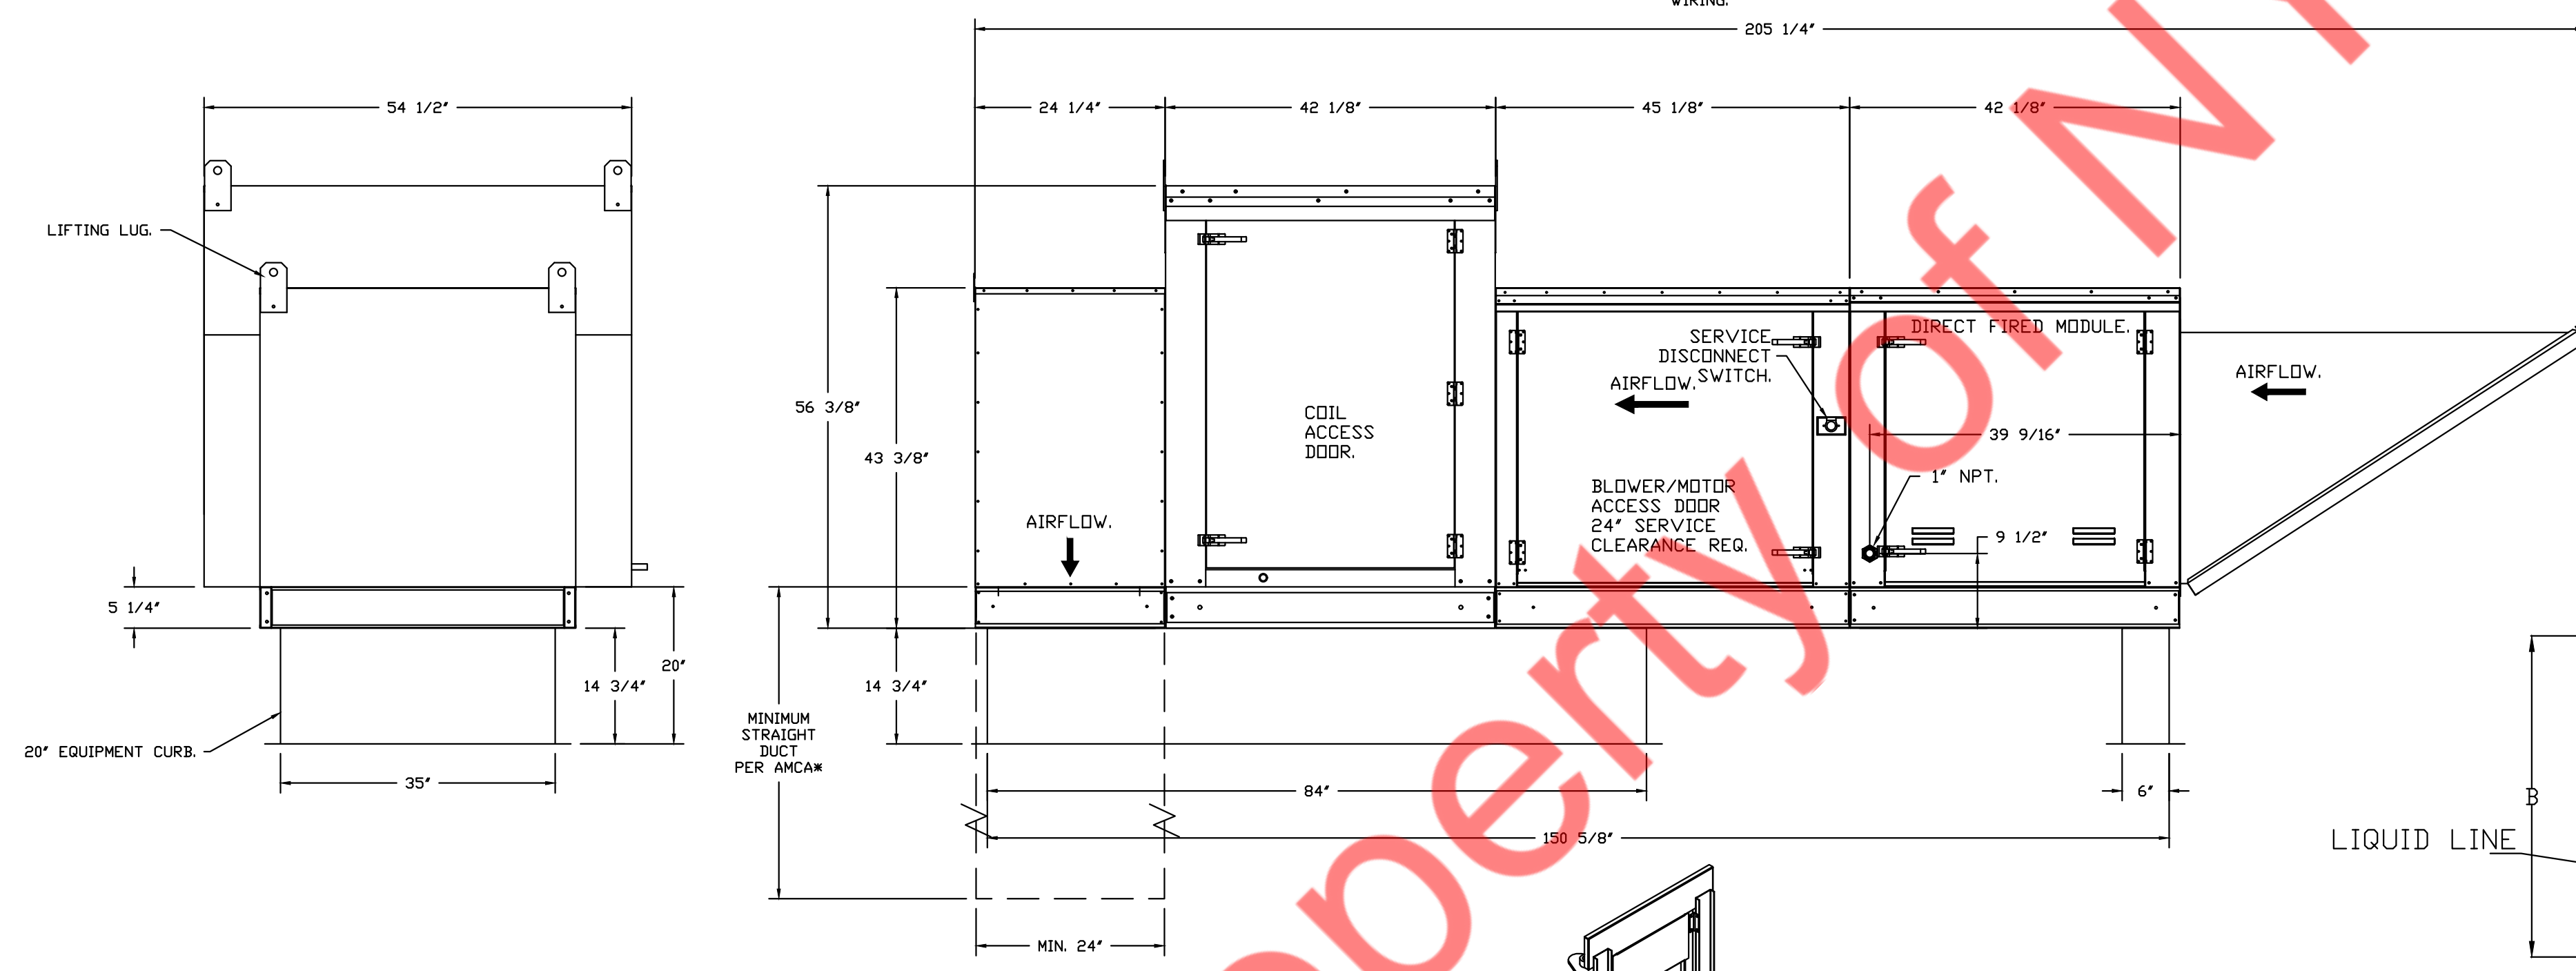 WIRING.
205 1/4"
54 1/2"
24 1/4"
42 1/8"
45 1/8"
42 1/8"
LIFTING LUG.
DIRECT FIRED MODULE.
SERVICE
DISCONNECT
SWITCH.
AIRFLOW.
AIRFLOW.
56 3/8"
43 3/8"
COIL
ACCESS
DOOR.
39 9/16"
1" NPT.
BLOWER/MOTOR
ACCESS DOOR
24" SERVICE
CLEARANCE REQ.
AIRFLOW.
9 1/2"
5 1/4"
20"
14 3/4"
14 3/4"
MINIMUM
STRAIGHT
DUCT
PER AMCA*
20" EQUIPMENT CURB.
35"
84"
6"
B
150 5/8"
LIQUID LINE
MIN. 24"
perty of NY